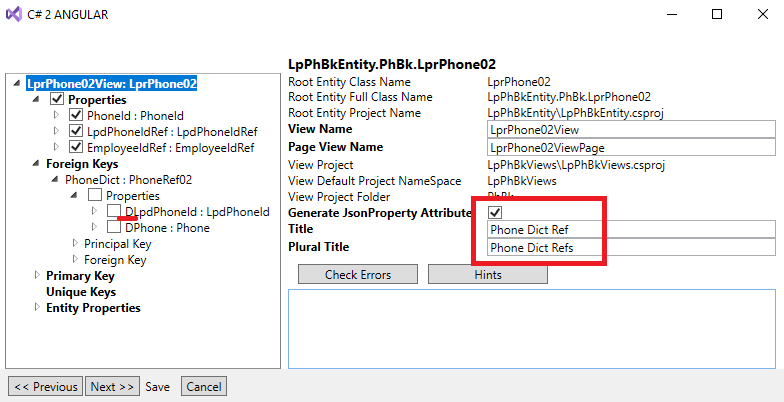 C# 2 ANGULAR
LprPhone02View: LprPhone02
Properties
PhoneId : PhoneId
LpdPhoneIdRef : LpdPhoneIdRef
EmployeeIdRef : EmployeeIdRef
Foreign Keys
PhoneDict : PhoneRef02
Properties
DLpdPhoneId : LpdPhoneId
DPhone : Phone
Principal Key
Foreign Key
Primary Key
Unique Keys
Entity Properties
LpPhBkEntity.PhBk.LprPhone02
Root Entity Class Name LprPhone02
Root Entity Full Class Name LpPhBkEntity.PhBk.LprPhone02
Root Entity Project Name LpPhBkEntity\LpPhBkEntity.csproj
View Name LprPhone02View
Page View Name LprPhone02ViewPage
View Project LpPhBkViews\LpPhBkViews.csproj
View Default Project NameSpace LpPhBkViews
View Project Folder PhBk
Generate JsonProperty Attribute
Title Phone Dict Ref
Plural Title Phone Dict Refs
Check Errors Hints
<< Previous Next >> Save Cancel